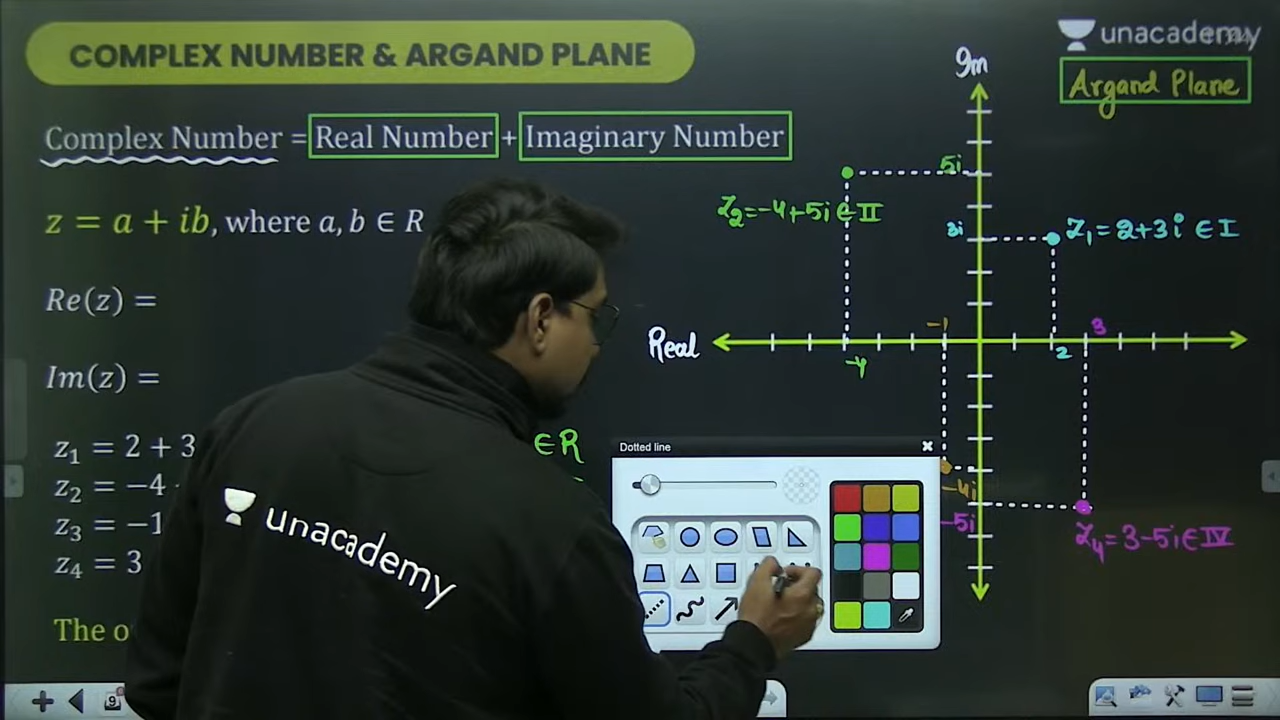 COMPLEX NUMBER & ARGAND PLANE
unacademy
Argand Plane
Complex Number = Real Number + Imaginary Number
z = a + ib, where a, b ∈ R
Re(z) =
Im(z) =
z₁ = 2 + 3
z₂ = −4
z₃ = −1
z₄ = 3
The o
∈ R
Im
5i
Z₂=-4+5i ∈ II
3i
Z₁=2+3i ∈ I
Real
-4
-1
2
3
-4i
-5i
Z₄=3-5i ∈ IV
Dotted line
unacademy
9